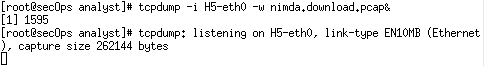 [root@secOps analyst]# tcpdump -i H5-eth0 -w nimda.download.pcap&
[1] 1595
[root@secOps analyst]# tcpdump: listening on H5-eth0, link-type EN10MB (Ethernet
), capture size 262144 bytes